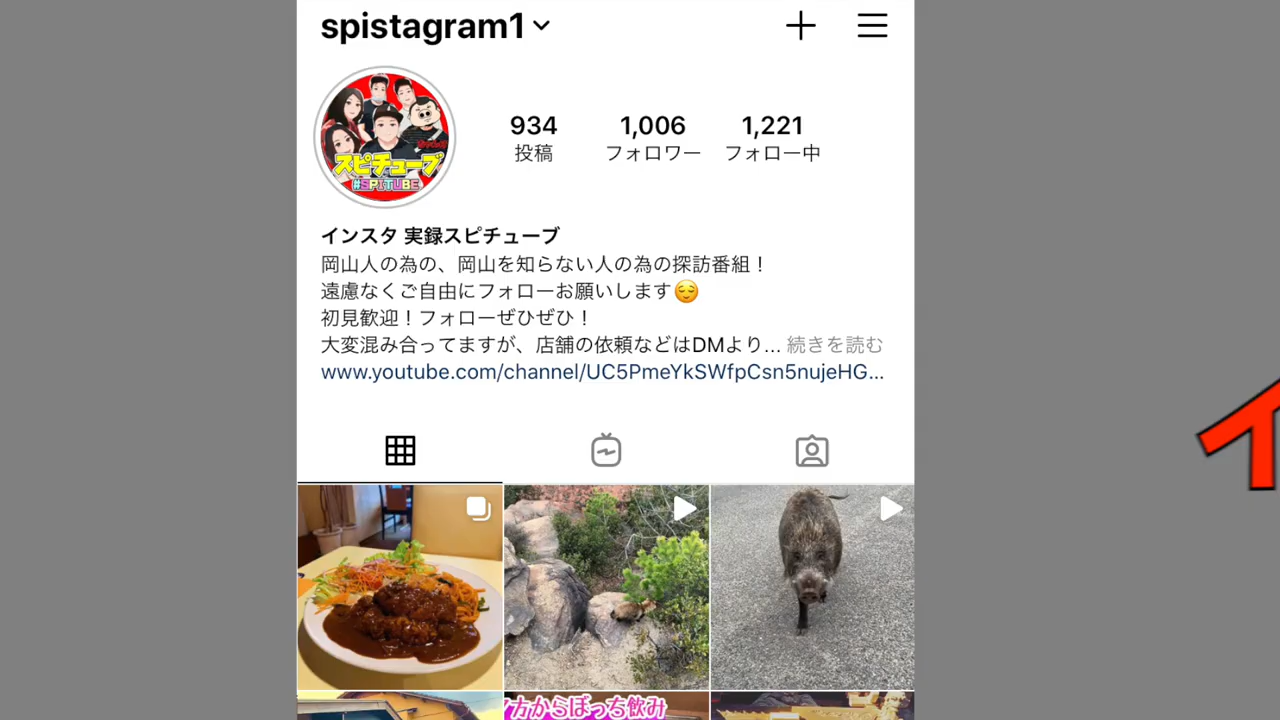 spistagram1
スピチューブ
#SPITUBE
934
投稿
1,006
フォロワー
1,221
フォロー中
インスタ 実録スピチューブ
岡山人の為の、岡山を知らない人の為の探訪番組！
遠慮なくご自由にフォローお願いします😌
初見歓迎！フォローぜひぜひ！
大変混み合ってますが、店舗の依頼などはDMより... 続きを読む
www.youtube.com/channel/UC5PmeYkSWfpCsn5nujeHG...
イ
方からぼっち飲み